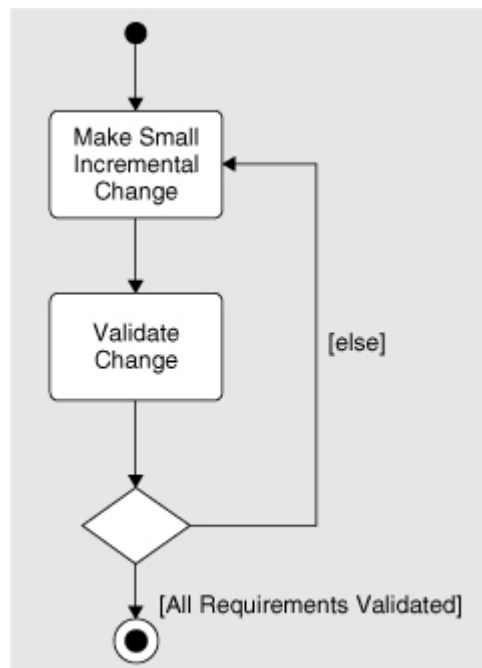 Make Small
Incremental
Change
Validate
Change
[else]
[All Requirements Validated]